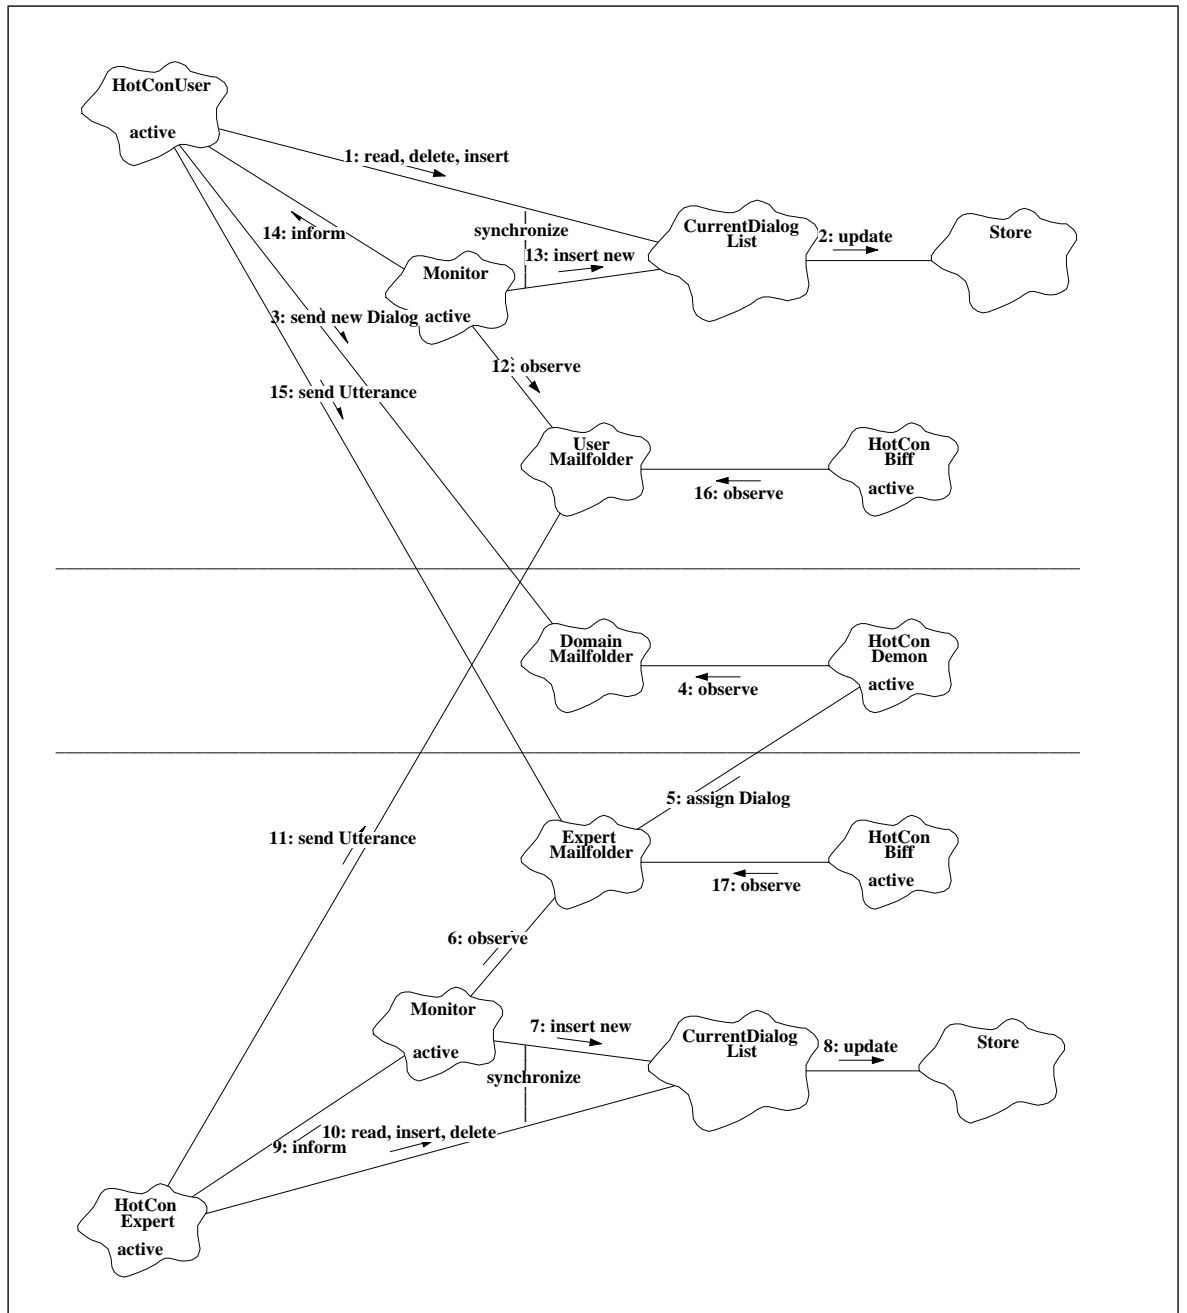 HotConUser
active
1: read, delete, insert
14: inform
synchronize
13: insert new
CurrentDialog
List
2: update
Store
Monitor
active
3: send new Dialog
12: observe
15: send Utterance
User
Mailfolder
HotCon
Biff
active
16: observe
Domain
Mailfolder
HotCon
Demon
active
4: observe
5: assign Dialog
11: send Utterance
Expert
Mailfolder
HotCon
Biff
active
17: observe
6: observe
Monitor
active
7: insert new
synchronize
CurrentDialog
List
8: update
Store
10: read, insert, delete
9: inform
HotCon
Expert
active